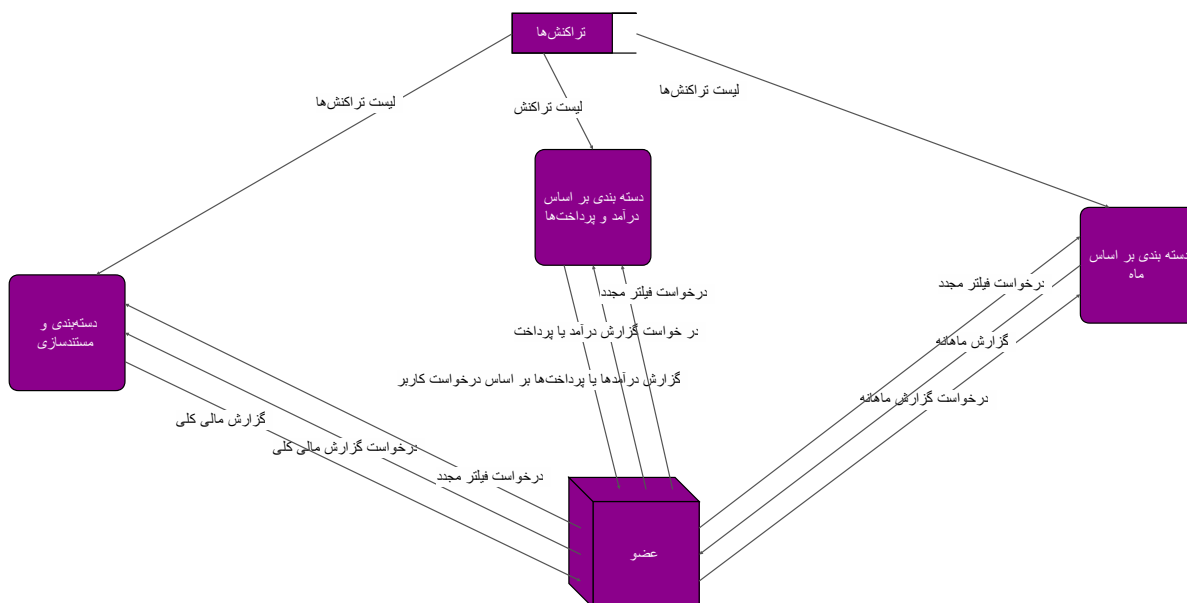 تراکنش‌ها
لیست تراکنش‌ها
لیست تراکنش
لیست تراکنش‌ها
دسته بندی بر اساس
درآمد و پرداخت‌ها
دسته بندی بر اساس
ماه
دسته‌بندی و
مستندسازی
درخواست فیلتر مجدد
درخواست فیلتر مجدد
در خواست گزارش درآمد یا پرداخت
گزارش ماهانه
گزارش درآمدها یا پرداخت‌ها بر اساس درخواست کاربر
درخواست گزارش ماهانه
گزارش مالی کلی
درخواست گزارش مالی کلی
درخواست فیلتر مجدد
عضو